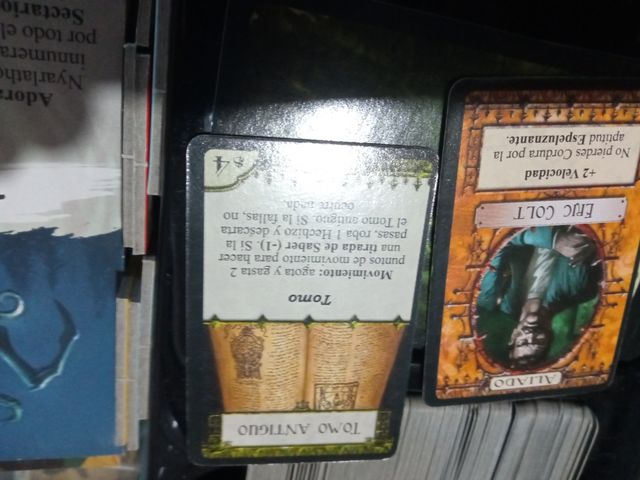 TOMO ANTIGUO
Tomo
Movimiento: agota y gasta 2
puntos de movimiento para hacer
una tirada de Saber (-1). Si la
pasas, roba 1 Hechizo y descarta
el Tomo antiguo. Si la fallas, no
ocurre nada
$4
ALIADO
ERIC COLT
+2 Velocidad
No pierdes Cordura por la
aptitud Espeluznante.
Adora
Nyarlatho
innumera
por todo el
Sectario